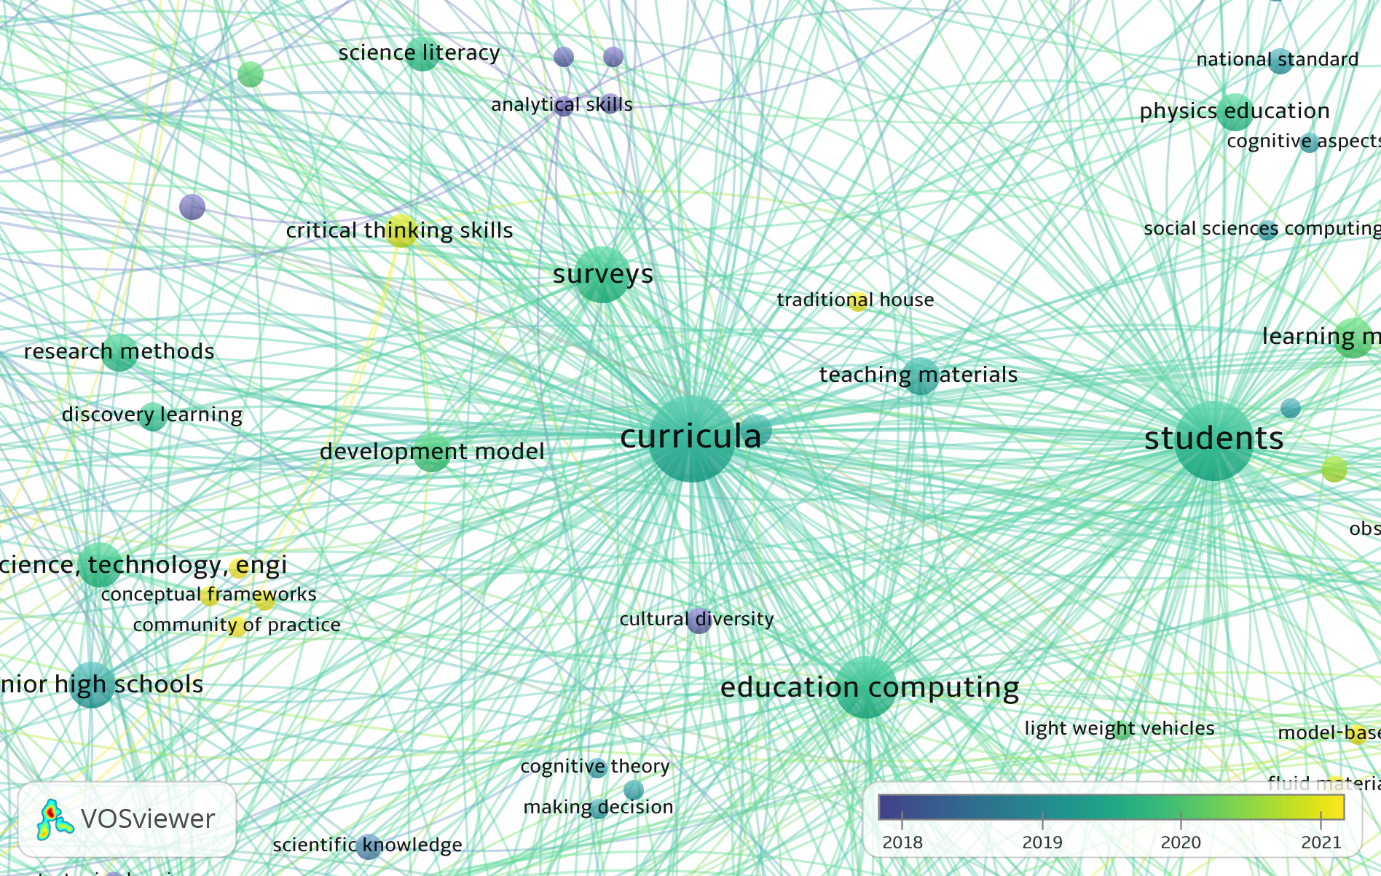 science literacy
national standard
analytical skills
physics education
cognitive aspects
critical thinking skills
social sciences computing
surveys
traditional house
learning m
research methods
teaching materials
discovery learning
curricula
students
development model
obs
cience, technology, engi
conceptual frameworks
community of practice
cultural diversity
nior high schools
education computing
light weight vehicles
model-base
cognitive theory
fluid materia
making decision
VOSviewer
scientific knowledge
2018 2019 2020 2021